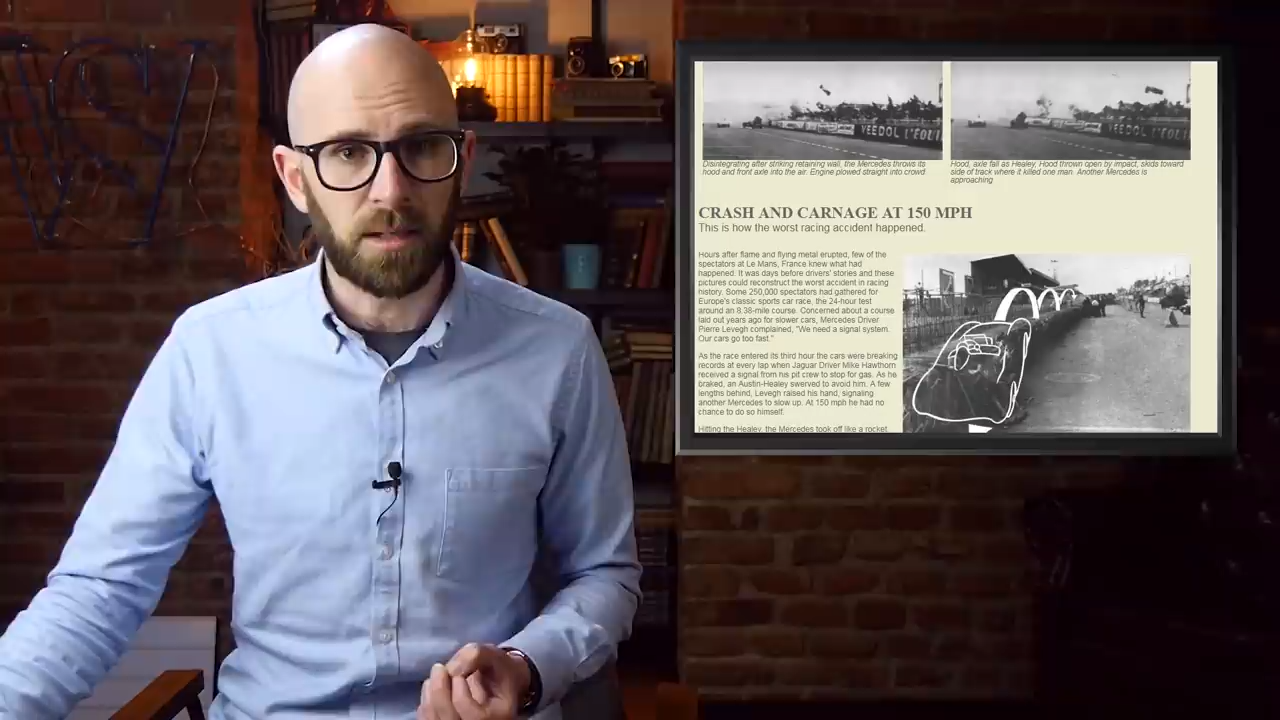 VEEDOL L'EQUI
VEEDOL L'EQUI
Disintegrating after striking retaining wall, the Mercedes throws its
hood and front axle into the air. Engine plowed straight into crowd
Hood, axle fall as Healey, Hood thrown open by impact, skids toward
side of track where it killed one man. Another Mercedes is
approaching
CRASH AND CARNAGE AT 150 MPH
This is how the worst racing accident happened.
Hours after flame and flying metal erupted, few of the
spectators at Le Mans, France knew what had
happened. It was days before drivers' stories and these
pictures could reconstruct the worst accident in racing
history. Some 250,000 spectators had gathered for
Europe's classic sports car race, the 24-hour test
around an 8.38-mile course. Concerned about a course
laid out years ago for slower cars, Mercedes Driver
Pierre Levegh complained, "We need a signal system.
Our cars go too fast."
As the race entered its third hour the cars were breaking
records at every lap when Jaguar Driver Mike Hawthorn
received a signal from his pit crew to stop for gas. As he
braked, an Austin-Healey swerved to avoid him. A few
lengths behind, Levegh raised his hand, signaling
another Mercedes to slow up. At 150 mph he had no
chance to do so himself.
Hitting the Healey, the Mercedes took off like a rocket